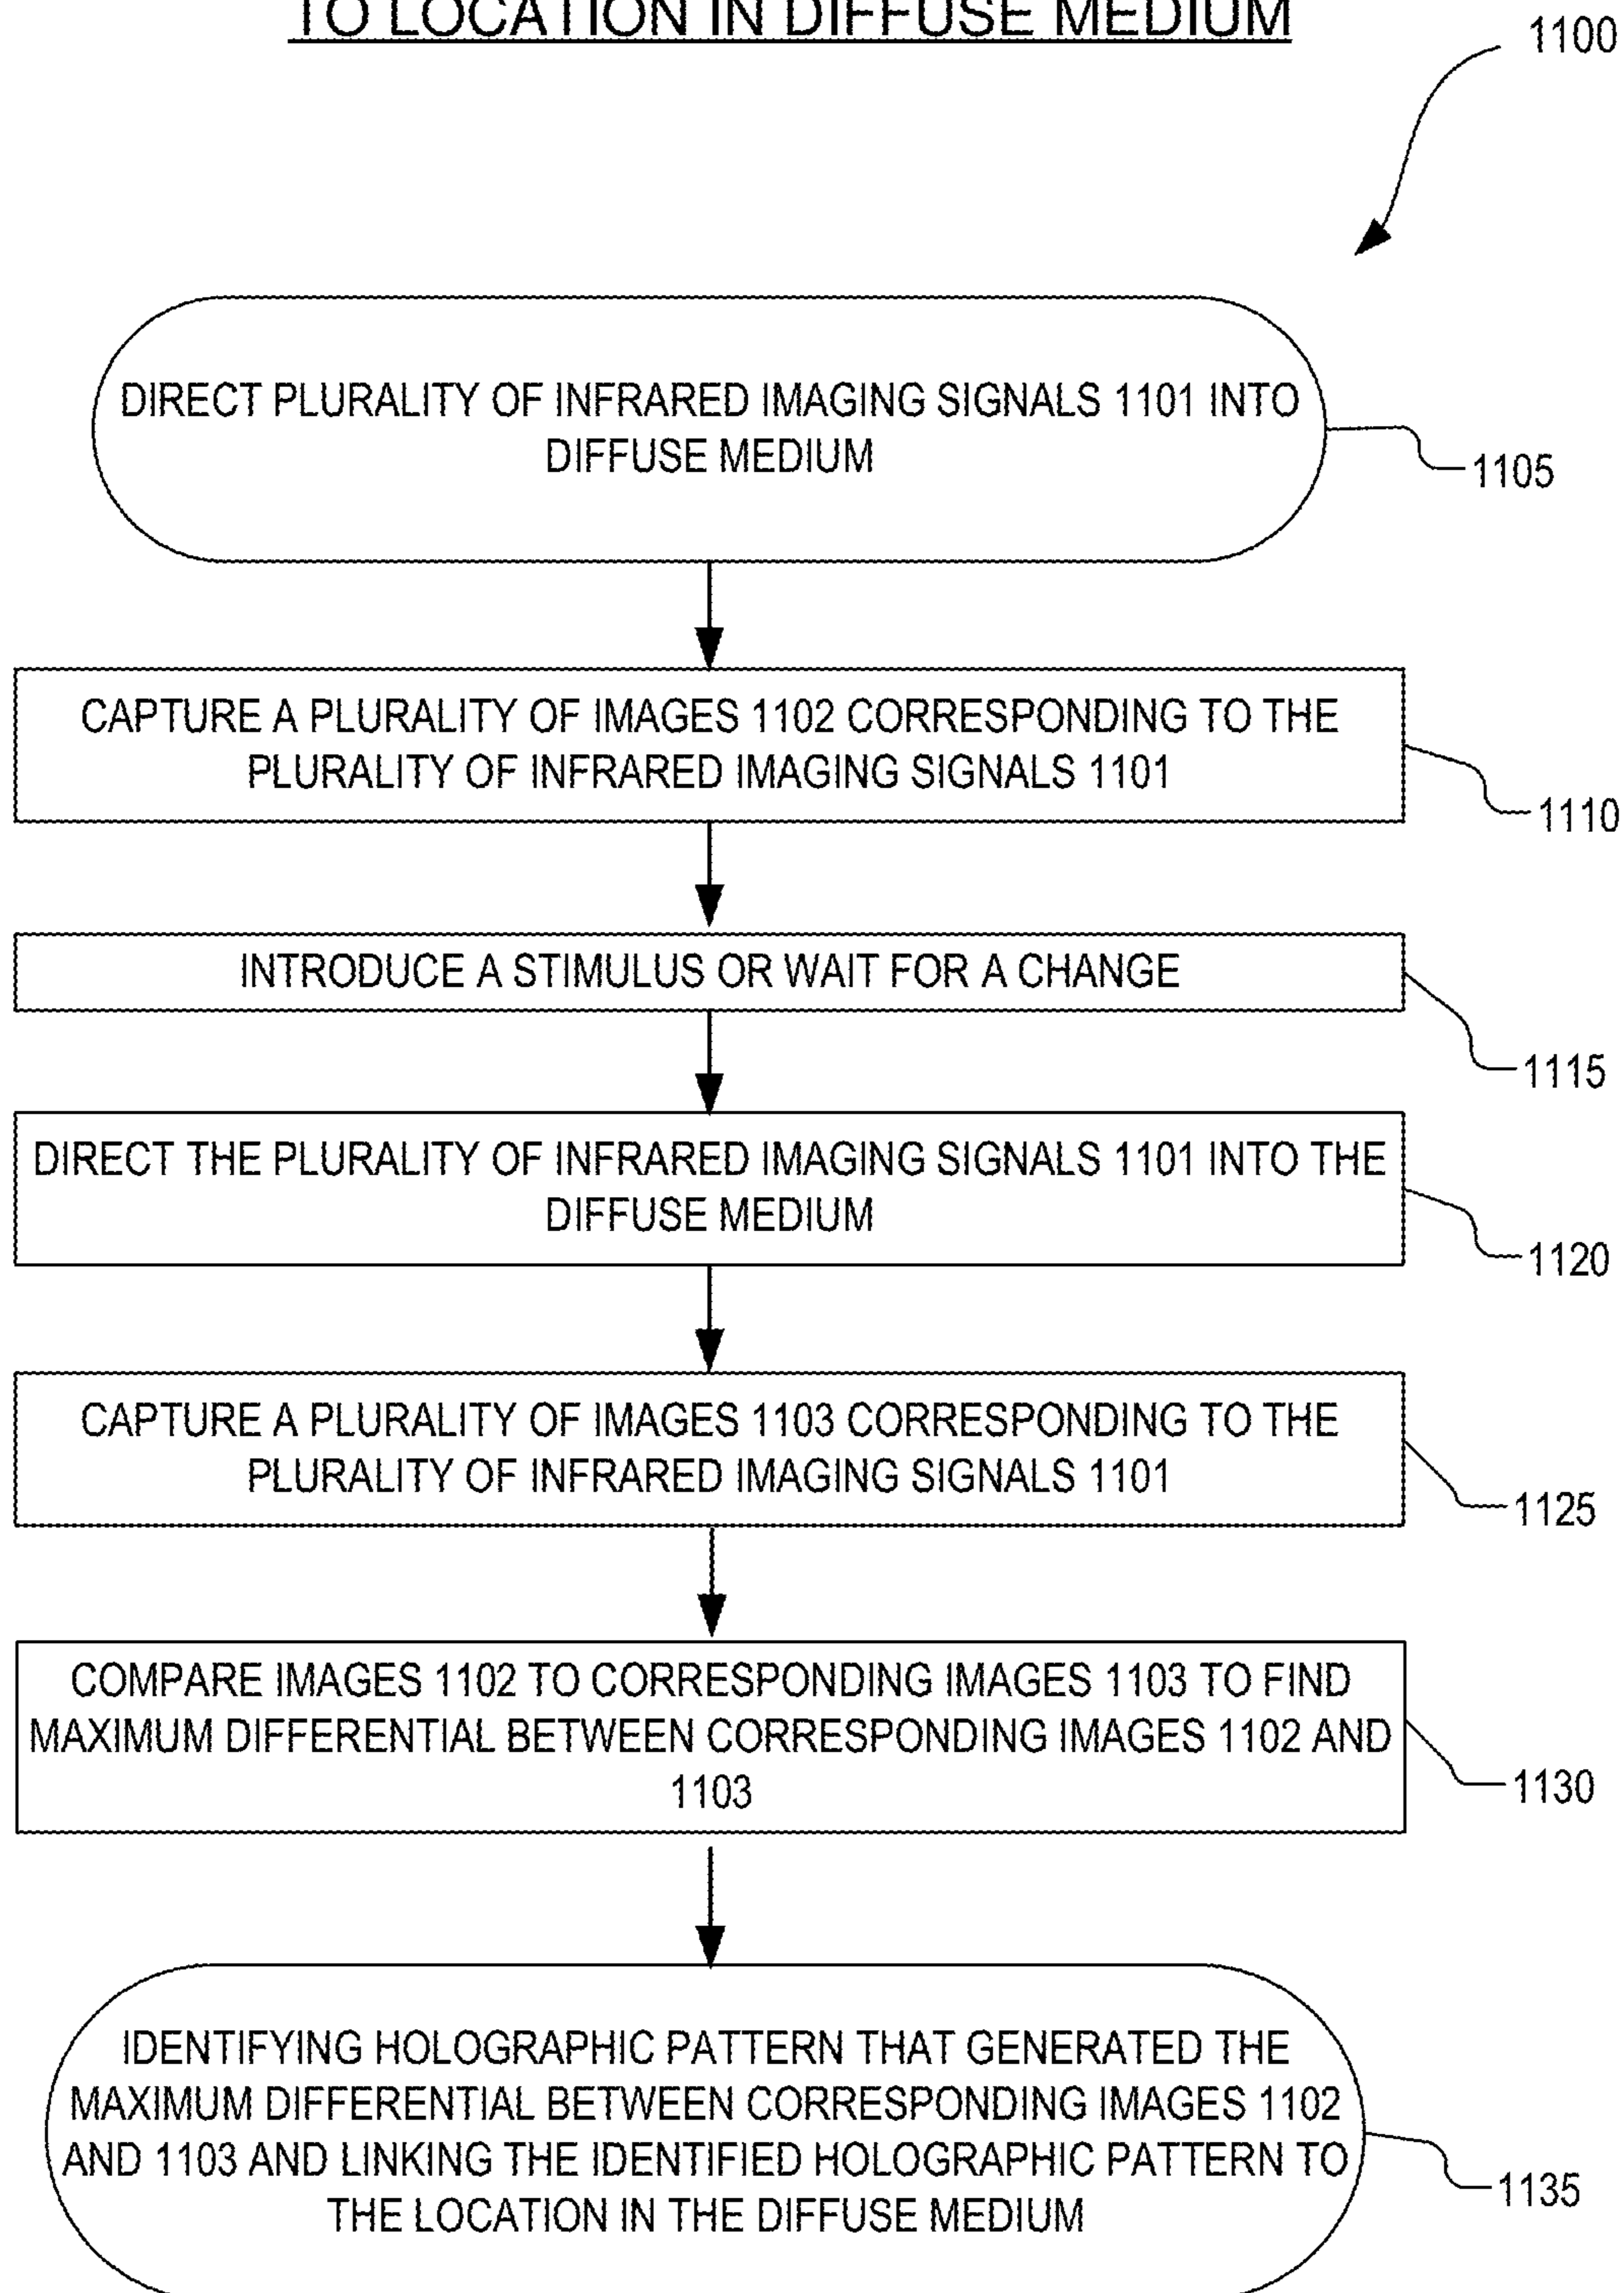 TO LOCATION IN DIFFUSE MEDIUM
1100
DIRECT PLURALITY OF INFRARED IMAGING SIGNALS 1101 INTO
DIFFUSE MEDIUM
1105
CAPTURE A PLURALITY OF IMAGES 1102 CORRESPONDING TO THE
PLURALITY OF INFRARED IMAGING SIGNALS 1101
1110
INTRODUCE A STIMULUS OR WAIT FOR A CHANGE
1115
DIRECT THE PLURALITY OF INFRARED IMAGING SIGNALS 1101 INTO THE
DIFFUSE MEDIUM
1120
CAPTURE A PLURALITY OF IMAGES 1103 CORRESPONDING TO THE
PLURALITY OF INFRARED IMAGING SIGNALS 1101
1125
COMPARE IMAGES 1102 TO CORRESPONDING IMAGES 1103 TO FIND
MAXIMUM DIFFERENTIAL BETWEEN CORRESPONDING IMAGES 1102 AND
1103
1130
IDENTIFYING HOLOGRAPHIC PATTERN THAT GENERATED THE
MAXIMUM DIFFERENTIAL BETWEEN CORRESPONDING IMAGES 1102
AND 1103 AND LINKING THE IDENTIFIED HOLOGRAPHIC PATTERN TO
THE LOCATION IN THE DIFFUSE MEDIUM
1135